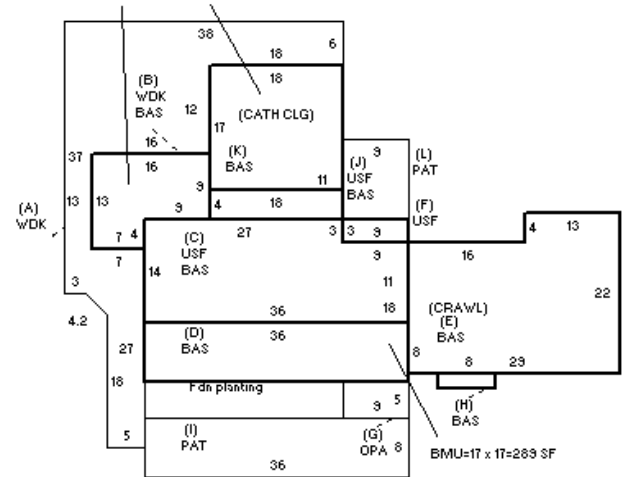 38
18
6
(B)
WDK
BAS
18
12
(CATH CLG)
17
16
37
16
(K)
BAS
9
(J)
USF
BAS
(L)
PAT
11
9
(A)
WDK
13
13
9
4
18
(F)
USF
7
4
27
3
3
9
4
13
7
(C)
USF
BAS
9
16
14
11
22
3
18
(CRAWL)
(E)
BAS
4.2
36
27
(D)
BAS
36
8
8
29
18
Fdn planting
9
5
(H)
BAS
5
(I)
PAT
(G)
OPA
8
BMU=17 x 17=289 SF
36